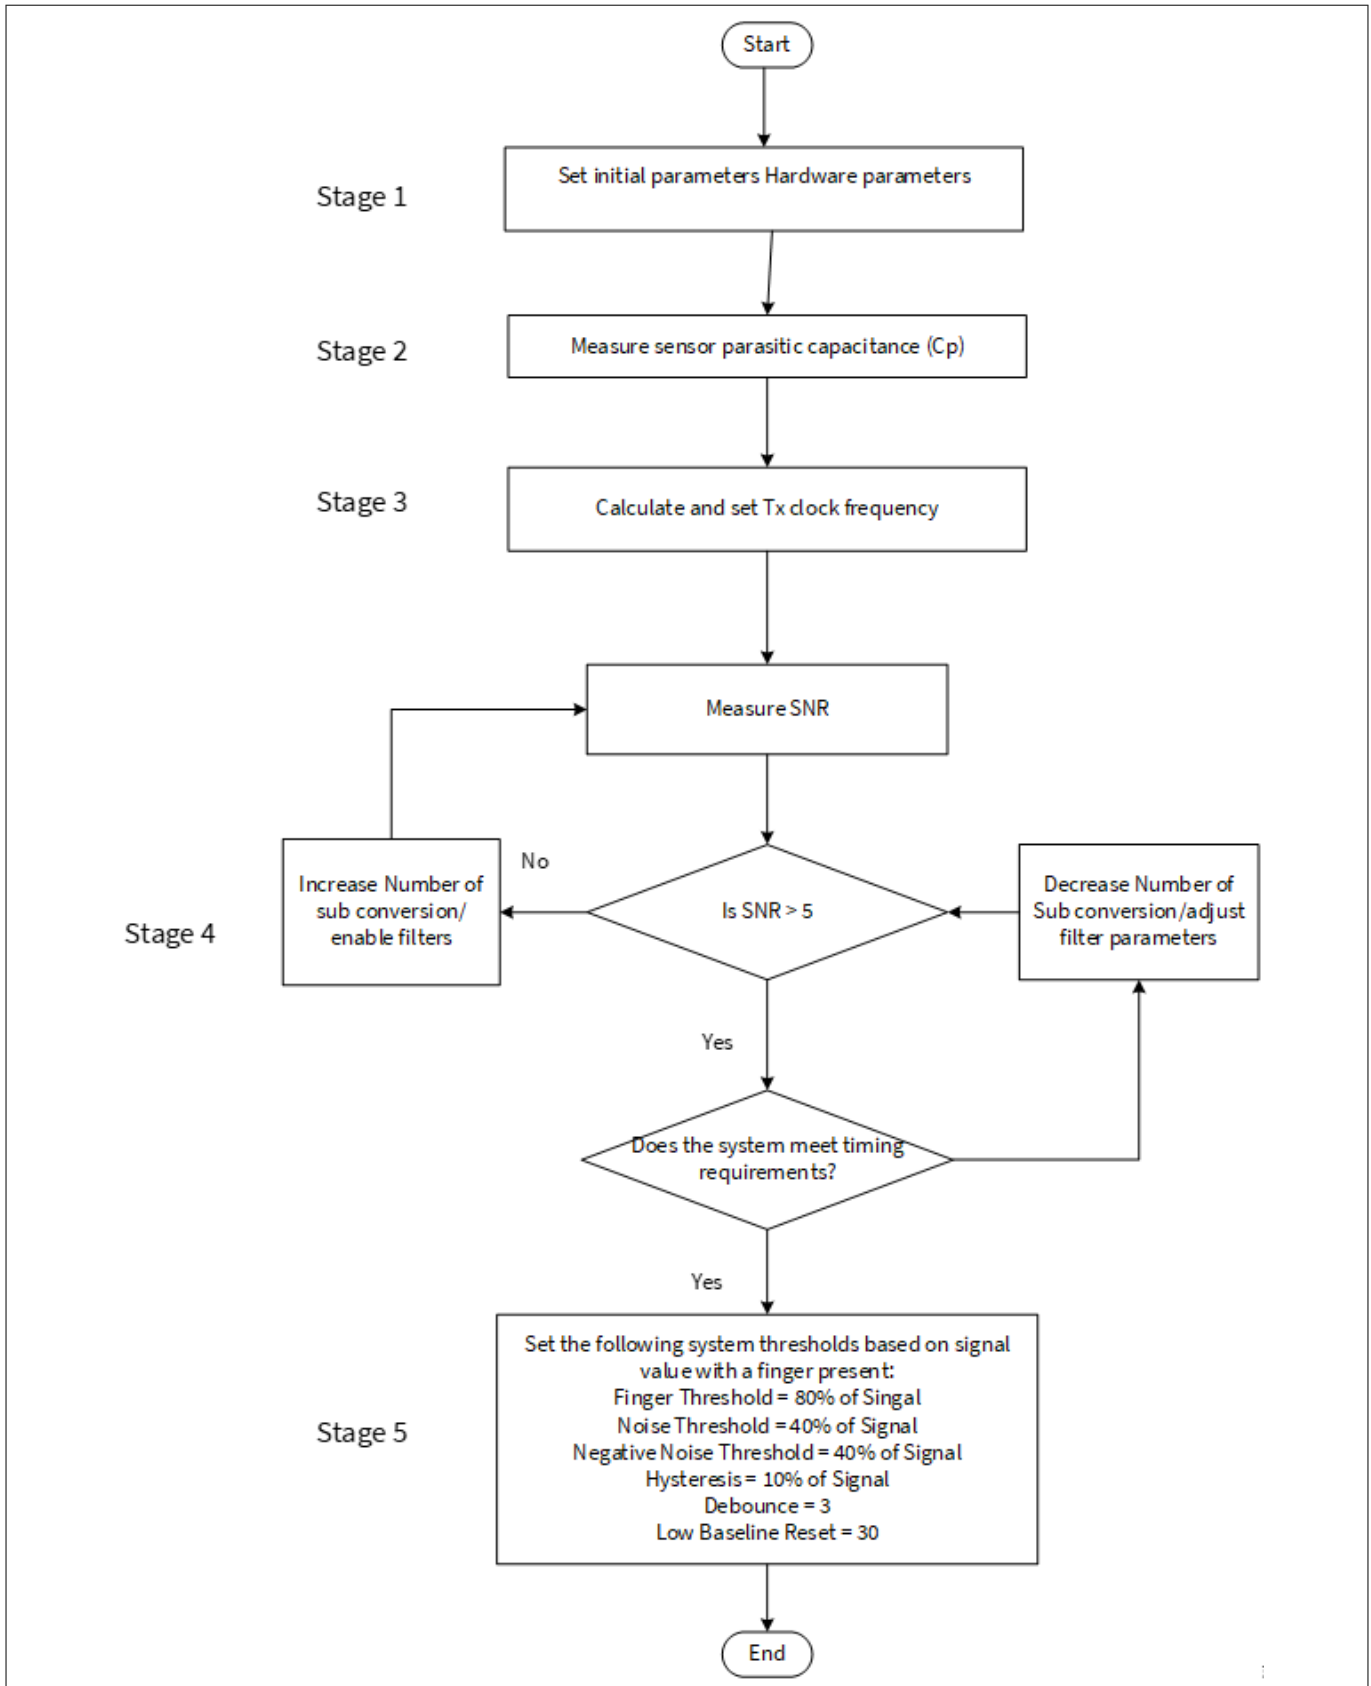 Start
Stage 1
Set initial parameters Hardware parameters
Stage 2
Measure sensor parasitic capacitance (Cp)
Stage 3
Calculate and set Tx clock frequency
Measure SNR
No
Increase Number of
sub conversion/
enable filters
Is SNR > 5
Decrease Number of
Sub conversion/adjust
filter parameters
Stage 4
Yes
Does the system meet timing
requirements?
Yes
Stage 5
Set the following system thresholds based on signal
value with a finger present:
Finger Threshold = 80% of Singal
Noise Threshold = 40% of Signal
Negative Noise Threshold = 40% of Signal
Hysteresis = 10% of Signal
Debounce = 3
Low Baseline Reset = 30
End